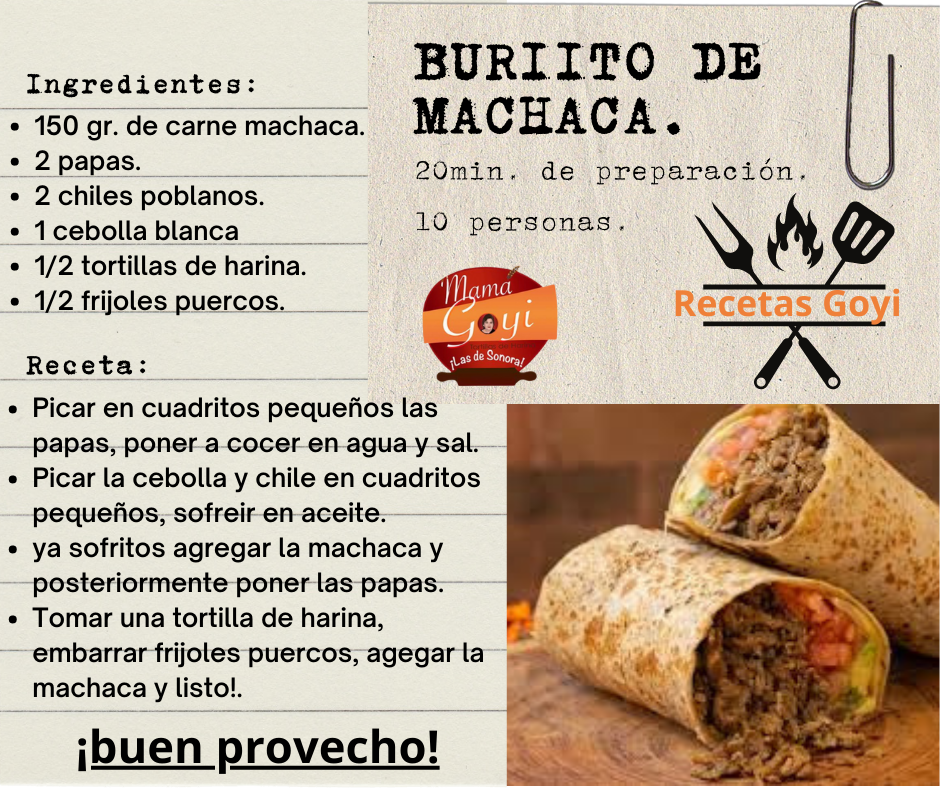 Ingredientes:
150 gr. de carne machaca.
2 papas.
2 chiles poblanos.
1 cebolla blanca
1/2 tortillas de harina.
1/2 frijoles puercos.
Receta:
Picar en cuadritos pequeños las
papas, poner a cocer en agua y sal.
Picar la cebolla y chile en cuadritos
pequeños, sofreir en aceite.
ya sofritos agregar la machaca y
posteriormente poner las papas.
Tomar una tortilla de harina,
embarrar frijoles puercos, agegar la
machaca y listo!.
¡buen provecho!
BURIITO DE
MACHACA.
20min. de preparación.
10 personas.
Mamá
Goyi
¡Las de Sonora!
Recetas Goyi